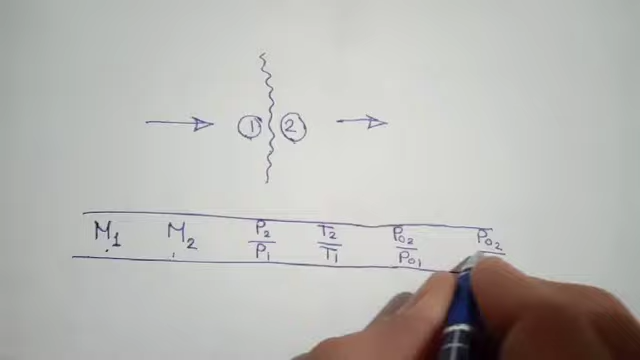 1 2
M₁ M₂ P₂/P₁ T₂/T₁ P₀₂/P₀₁ P₀₂